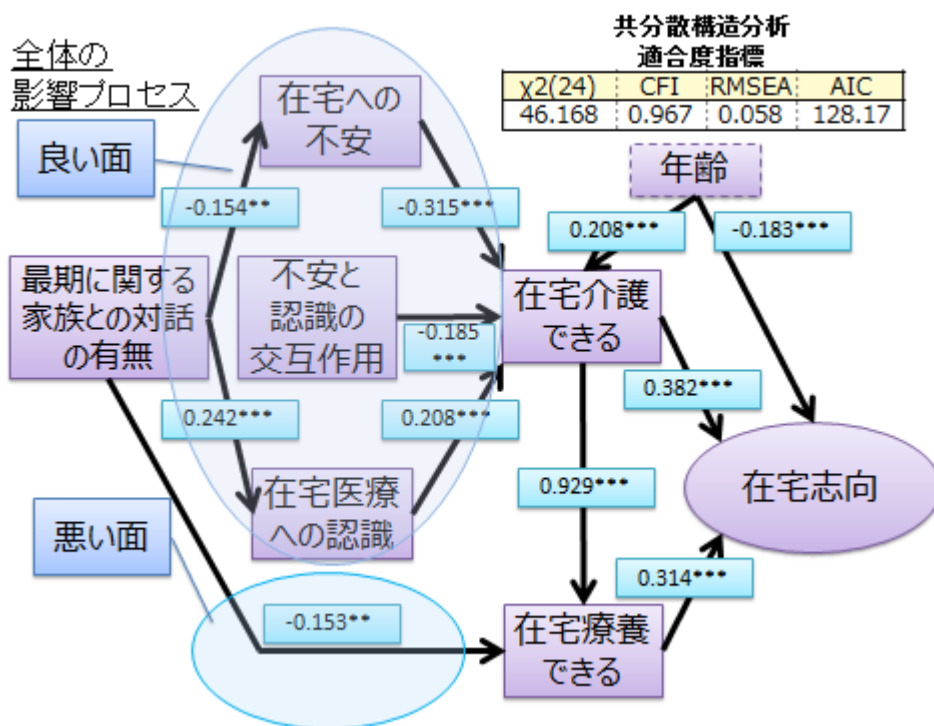 全体の
影響プロセス
共分散構造分析
適合度指標
χ2(24) CFI RMSEA AIC
46.168 0.967 0.058 128.17
在宅への
不安
良い面
年齢
-0.154**
-0.315***
0.208***
-0.183***
最期に関する
家族との対話
の有無
不安と
認識の
交互作用
-0.185
***
在宅介護
できる
0.382***
0.242***
0.208***
在宅医療
への認識
0.929***
在宅志向
悪い面
0.314***
-0.153**
在宅療養
できる